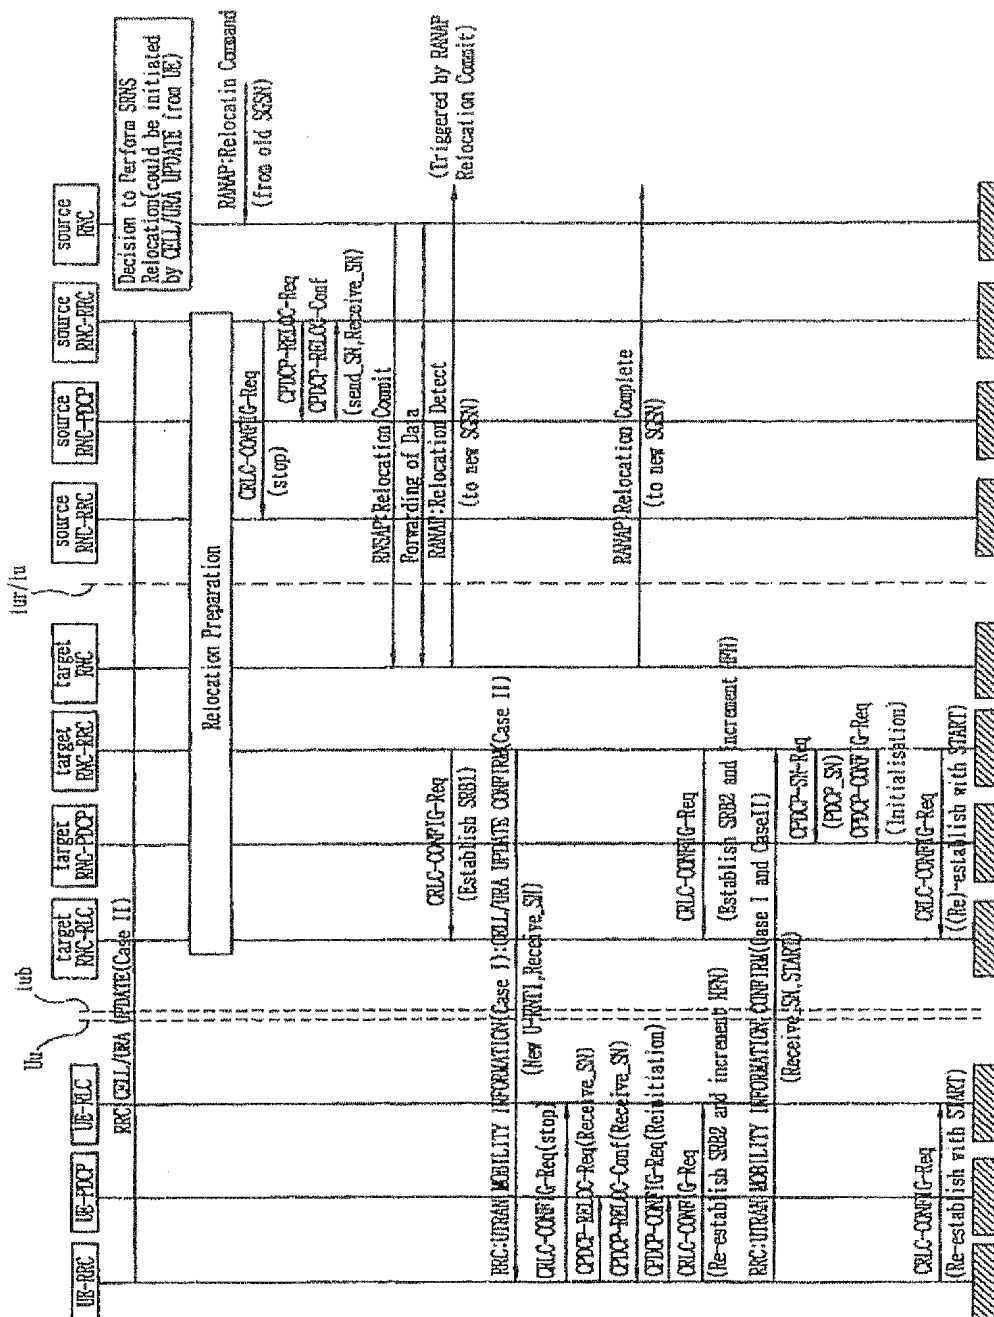 UE-RRC
UE-PDCP
UE-RLC
Uu
iub
target
RNC-RLC
target
RNC-PDCP
target
RNC-RRC
target
RNC
iur/iu
source
RNC-RRC
source
RNC-PDCP
source
RNC-RRC
source
RNC
RRC:CELL/URA UPDATE(Case II)
Decision to Perform SRNS
Relocation(could be initiated
by CELL/URA UPDATE from UE)
Relocation Preparation
RANAP:Relocatin Command
(from old SGSN)
CRLC-CONFIG-Req
(stop)
CPDCP-RELOC-Req
CPDCP-RELOC-Conf
(send_SN,Receive_SN)
RNSAP:Relocation Commit
Forwarding of Data
RANAP:Relocation Detect
(to new SGSN)
(Triggered by RANAP
Relocation Commit)
CRLC-CONFIG-Req
(Establish SRB1)
RRC:UTRAN MOBILITY INFORMATION(Case I):CELL/URA UPDATE CONFIRM(Case II)
(New U-RNTI,Receive_SN)
CRLC-CONFIG-Req(stop)
CPDCP-RELOC-Req(Receive_SN)
CPDCP-RELOC-Conf(Receive_SN)
CPDCP-CONFIG-Req(Reinitiation)
CRLC-CONFIG-Req
(Re-establish SRB2 and increment HFN)
RANAP:Relocation Complete
(to new SGSN)
CRLC-CONFIG-Req
(Establish SRB2 and increment HFN)
RRC:UTRAN MOBILITY INFORMATION CONFIRM(Case I and CaseII)
(Receive_SN,START)
CPDCP-SN-Req
(PDCP_SN)
CPDCP-CONFIG-Req
(Initialisation)
CRLC-CONFIG-Req
(Re-establish with START)
CRLC-CONFIG-Req
((Re)-establish with START)